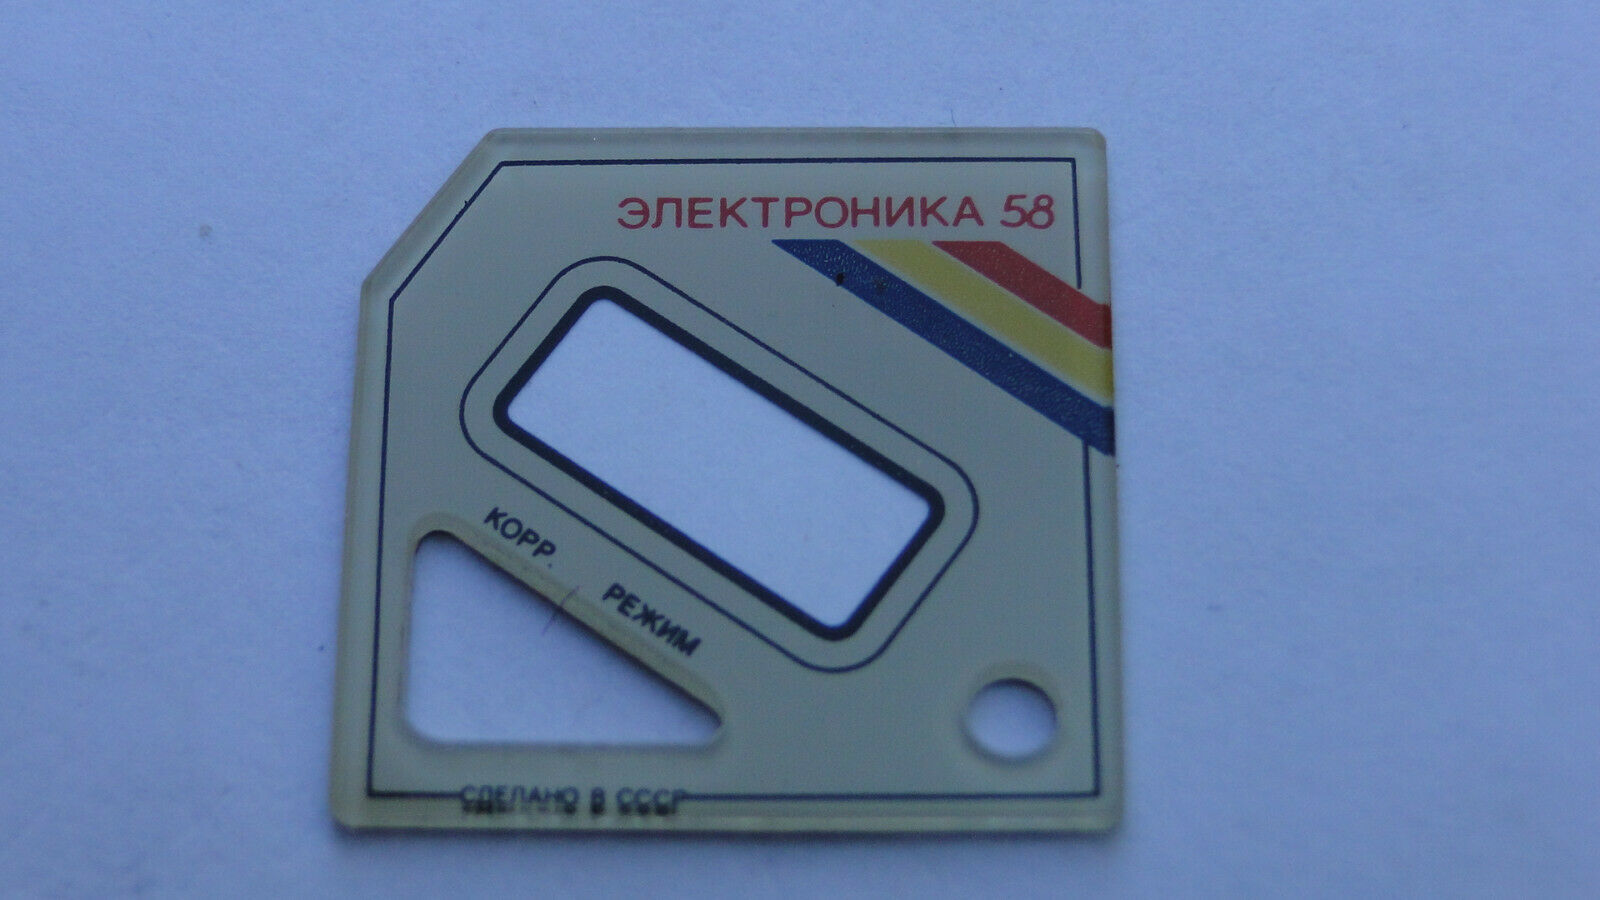 ЭЛЕКТРОНИКА 58
КОРР.
РЕЖИМ
СДЕЛАНО В СССР